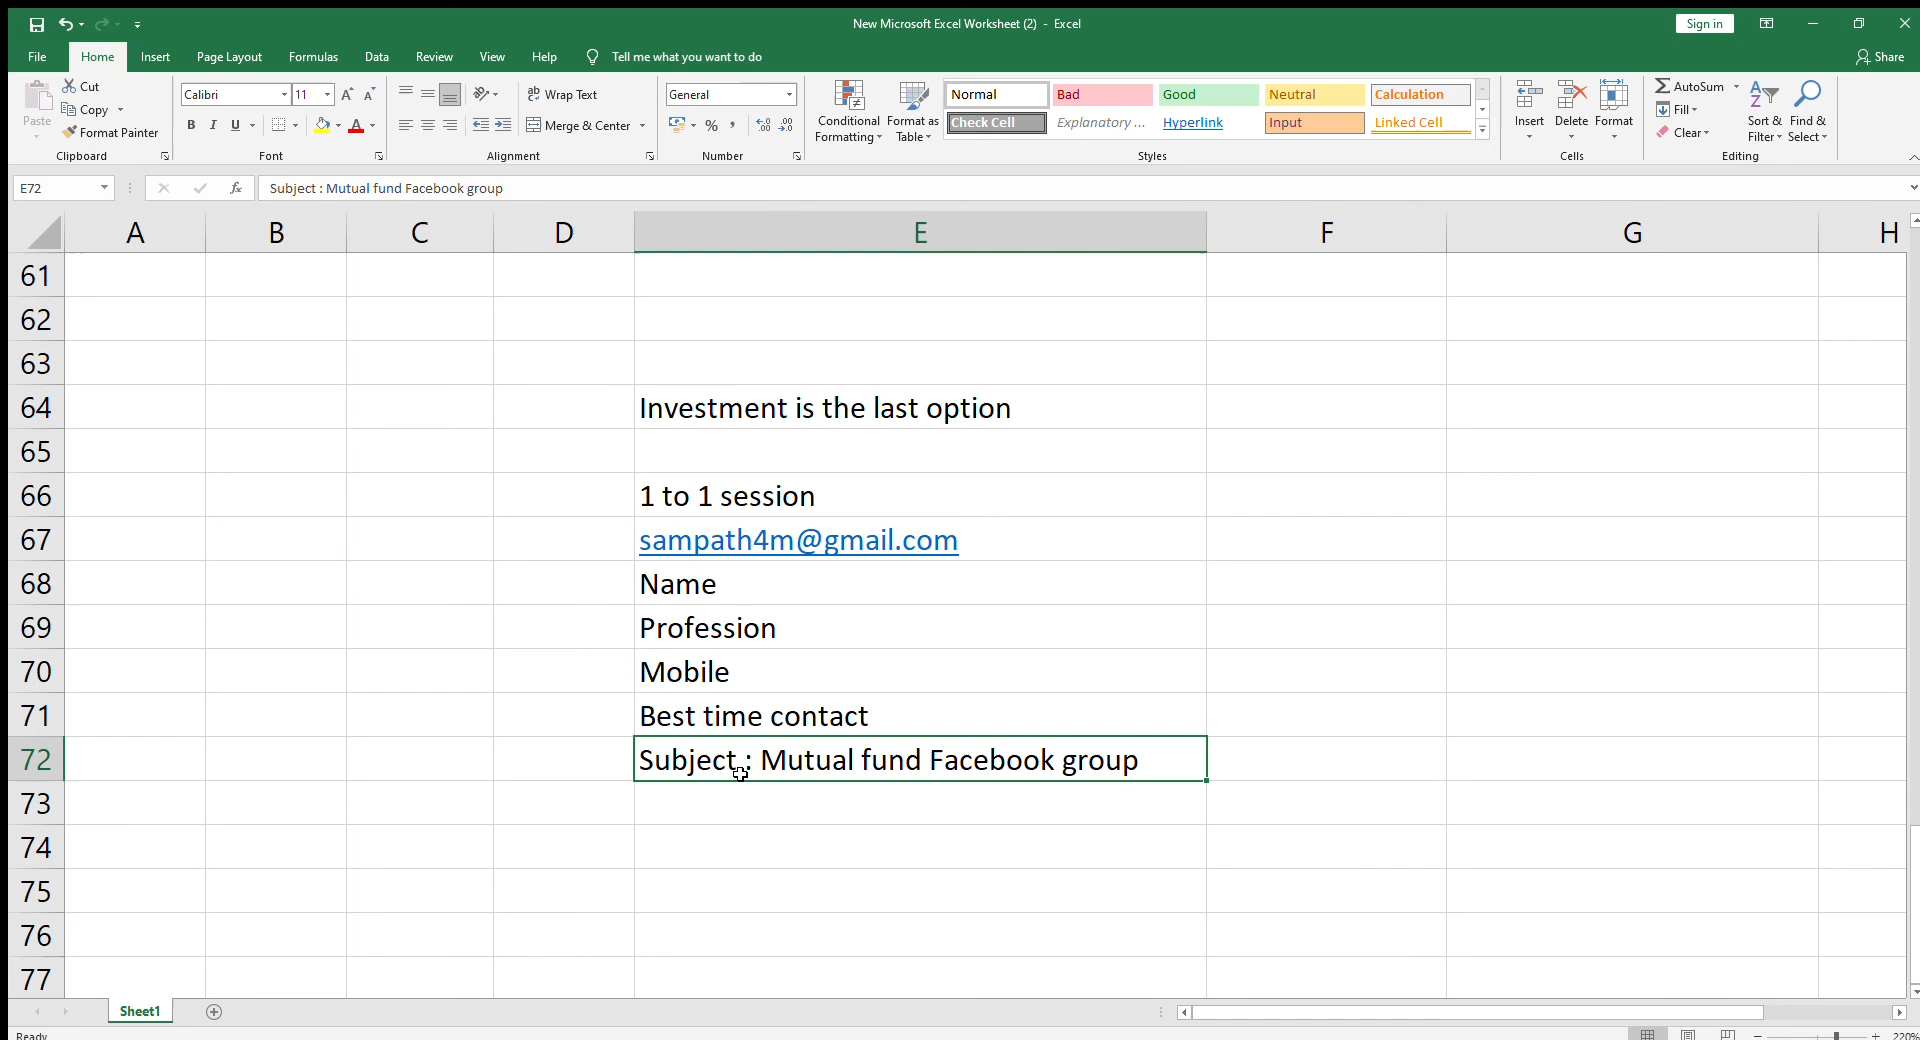 New Microsoft Excel Worksheet (2) - Excel
Sign in
File Home Insert Page Layout Formulas Data Review View Help Tell me what you want to do
Share
Paste
Cut
Copy
Format Painter
Clipboard
Calibri 11
B I U
Font
Wrap Text
Merge & Center
Alignment
General
Number
Conditional Formatting
Format as Table
Normal Bad Good Neutral Calculation
Check Cell Explanatory ... Hyperlink Input Linked Cell
Styles
Insert Delete Format
Cells
AutoSum
Fill
Clear
Sort & Filter
Find & Select
Editing
E72 fx Subject : Mutual fund Facebook group
A B C D E F G H
61
62
63
64 Investment is the last option
65
66 1 to 1 session
67 sampath4m@gmail.com
68 Name
69 Profession
70 Mobile
71 Best time contact
72 Subject : Mutual fund Facebook group
73
74
75
76
77
Sheet1
Ready
220%